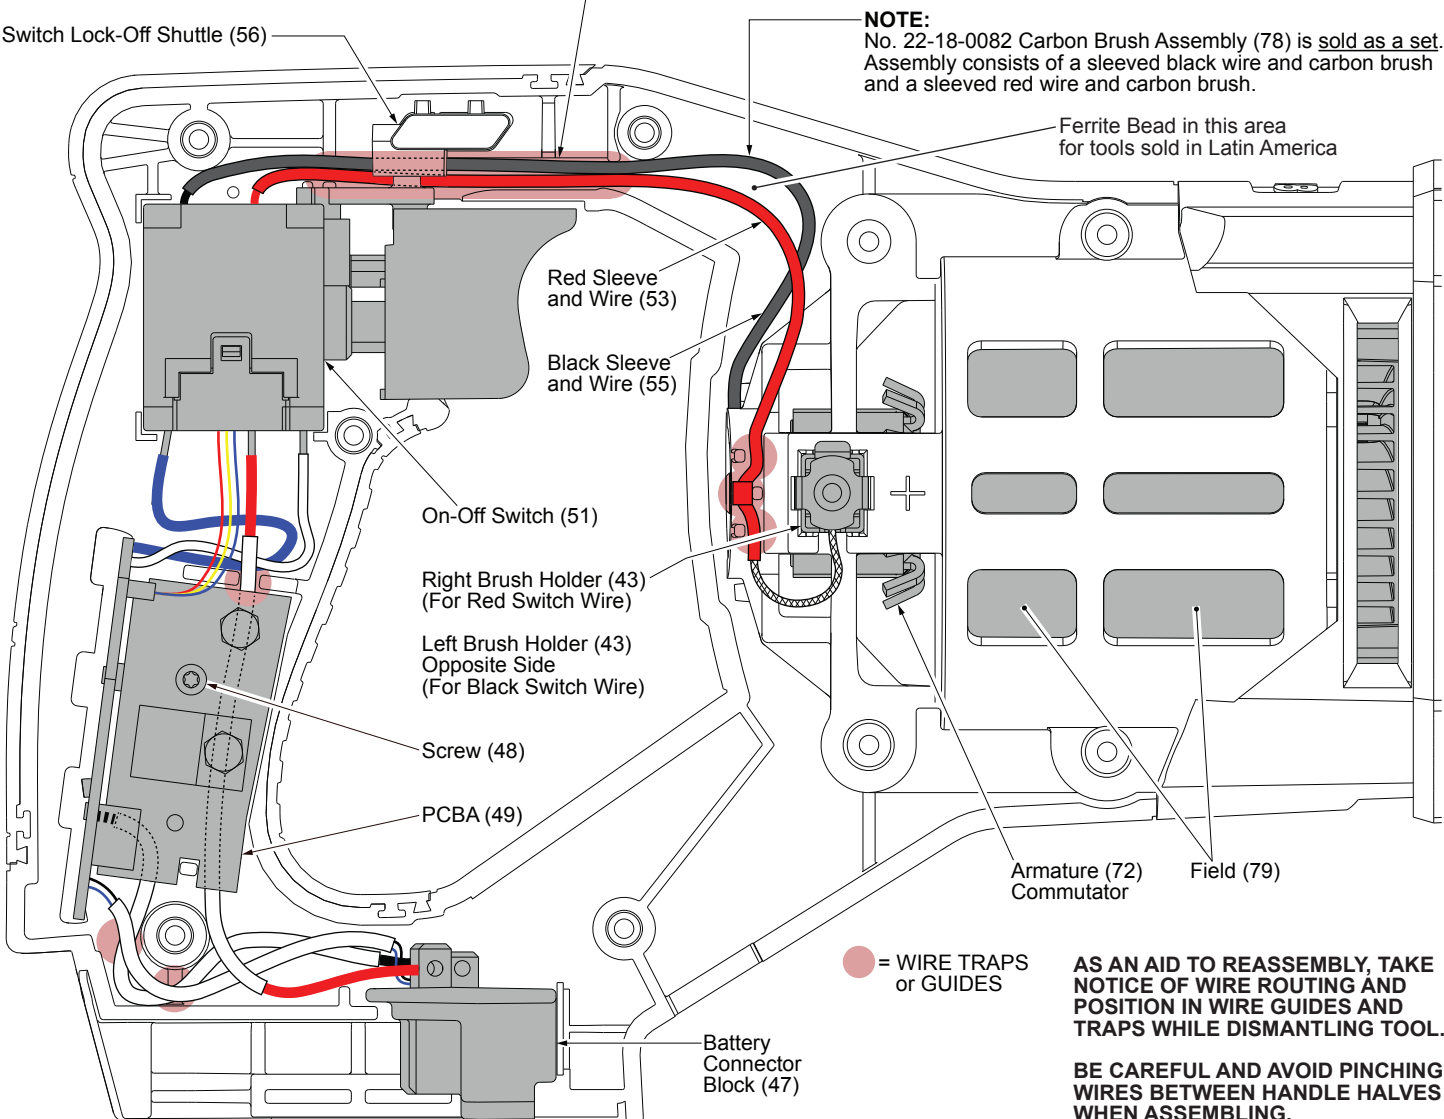 Switch Lock-Off Shuttle (56)
NOTE:
No. 22-18-0082 Carbon Brush Assembly (78) is sold as a set.
Assembly consists of a sleeved black wire and carbon brush
and a sleeved red wire and carbon brush.
Ferrite Bead in this area
for tools sold in Latin America
Red Sleeve
and Wire (53)
Black Sleeve
and Wire (55)
On-Off Switch (51)
Right Brush Holder (43)
(For Red Switch Wire)
Left Brush Holder (43)
Opposite Side
(For Black Switch Wire)
Screw (48)
PCBA (49)
Armature (72)
Commutator
Field (79)
= WIRE TRAPS
or GUIDES
AS AN AID TO REASSEMBLY, TAKE
NOTICE OF WIRE ROUTING AND
POSITION IN WIRE GUIDES AND
TRAPS WHILE DISMANTLING TOOL.
Battery
Connector
Block (47)
BE CAREFUL AND AVOID PINCHING
WIRES BETWEEN HANDLE HALVES
WHEN ASSEMBLING.